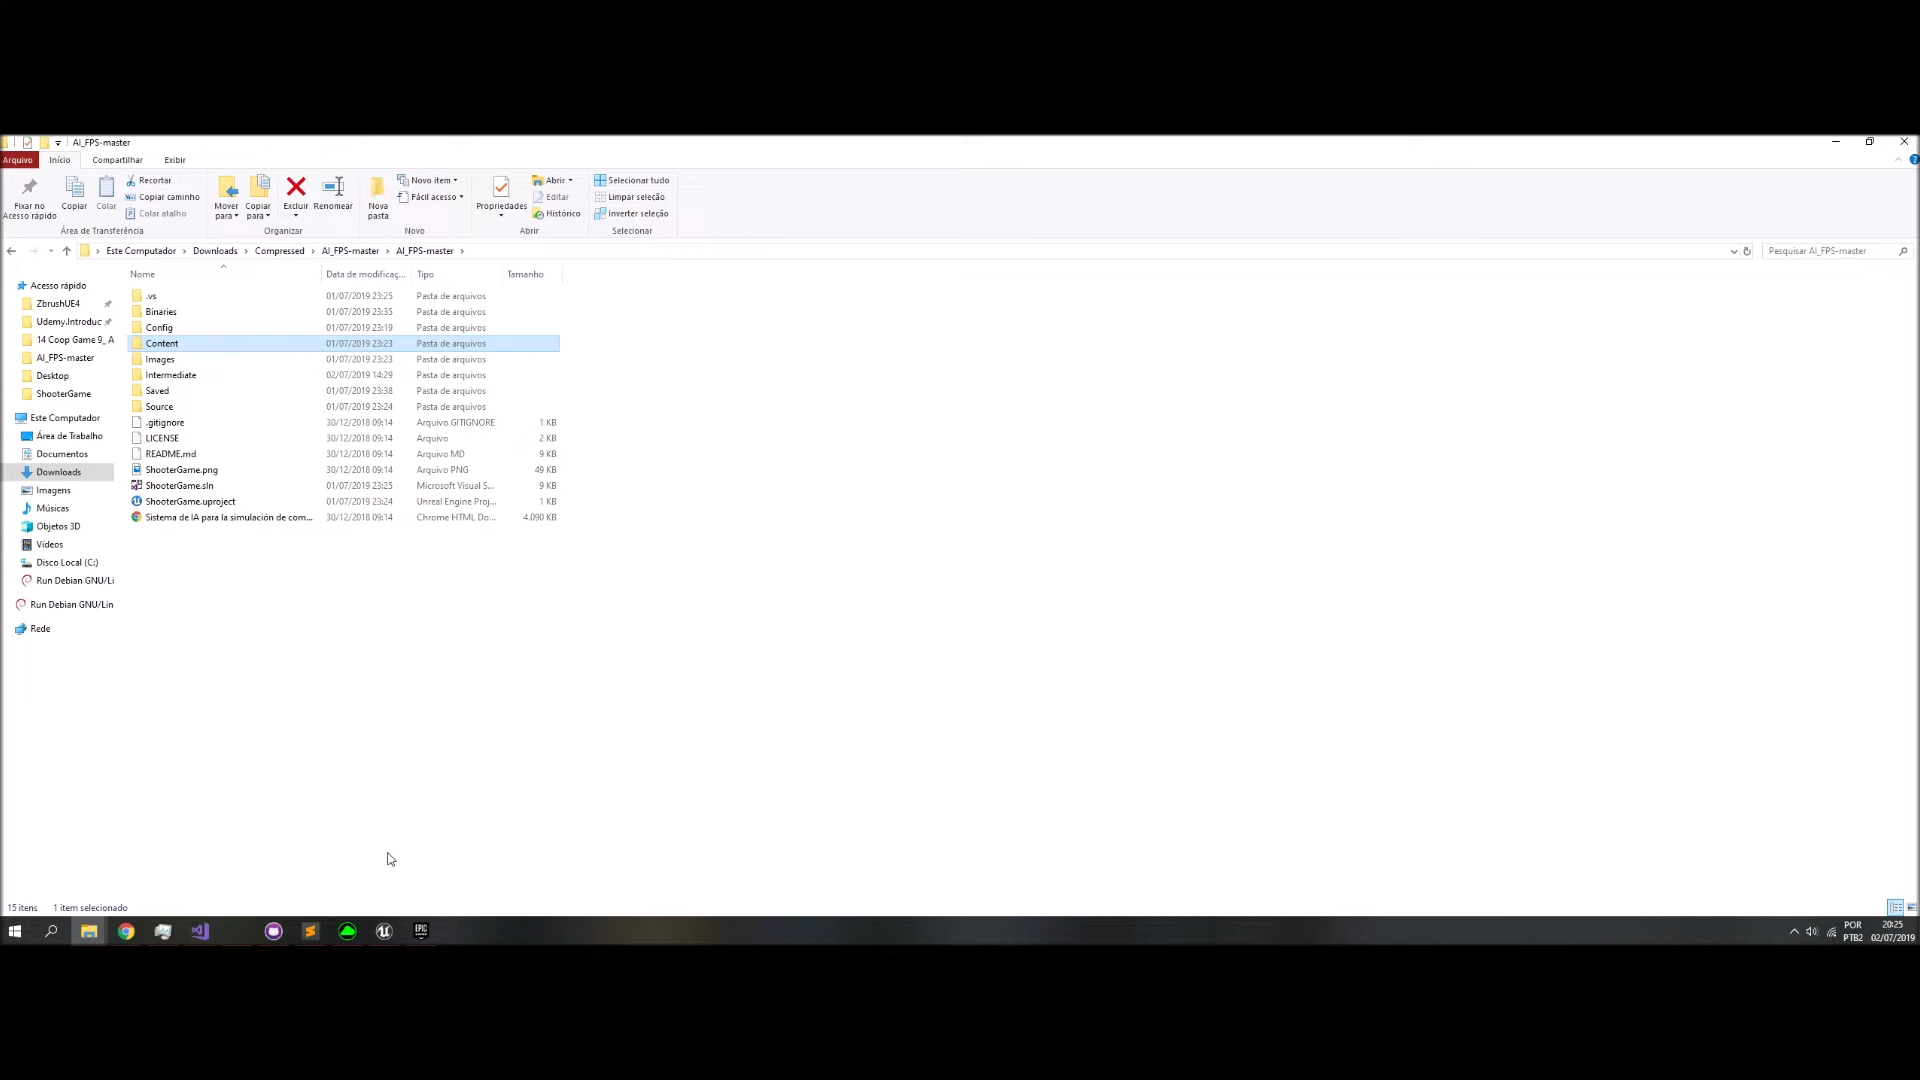 AI_FPS-master
Arquivo Início Compartilhar Exibir
Fixar no Acesso rápido
Copiar
Colar
Recortar
Copiar caminho
Colar atalho
Área de Transferência
Mover para
Copiar para
Excluir
Renomear
Organizar
Nova pasta
Novo item
Fácil acesso
Novo
Propriedades
Abrir
Editar
Histórico
Abrir
Selecionar tudo
Limpar seleção
Inverter seleção
Selecionar
Este Computador Downloads Compressed AI_FPS-master AI_FPS-master
Pesquisar AI_FPS-master
Acesso rápido
ZbrushUE4
Udemy.Introduc
14 Coop Game 9_ A
AI_FPS-master
Desktop
ShooterGame
Este Computador
Área de Trabalho
Documentos
Downloads
Imagens
Músicas
Objetos 3D
Vídeos
Disco Local (C:)
Run Debian GNU/Li
Run Debian GNU/Lin
Rede
Nome Data de modificaç... Tipo Tamanho
.vs 01/07/2019 23:25 Pasta de arquivos
Binaries 01/07/2019 23:35 Pasta de arquivos
Config 01/07/2019 23:19 Pasta de arquivos
Content 01/07/2019 23:23 Pasta de arquivos
Images 01/07/2019 23:23 Pasta de arquivos
Intermediate 02/07/2019 14:29 Pasta de arquivos
Saved 01/07/2019 23:38 Pasta de arquivos
Source 01/07/2019 23:24 Pasta de arquivos
.gitignore 30/12/2018 09:14 Arquivo GITIGNORE 1 KB
LICENSE 30/12/2018 09:14 Arquivo 2 KB
README.md 30/12/2018 09:14 Arquivo MD 9 KB
ShooterGame.png 30/12/2018 09:14 Arquivo PNG 49 KB
ShooterGame.sln 01/07/2019 23:25 Microsoft Visual S... 9 KB
ShooterGame.uproject 01/07/2019 23:24 Unreal Engine Proj... 1 KB
Sistema de IA para la simulación de com... 30/12/2018 09:14 Chrome HTML Do... 4.090 KB
15 itens 1 item selecionado
EPIC
POR
PTB2
20:25
02/07/2019